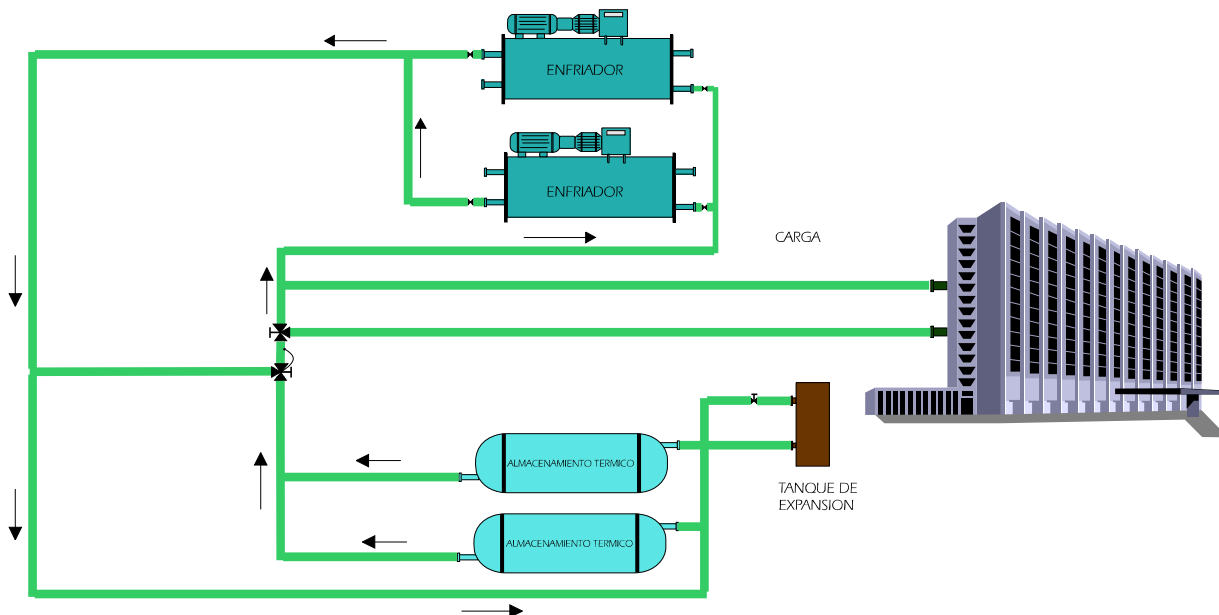 ENFRIADOR
ENFRIADOR
CARGA
ALMACENAMIENTO TERMICO
TANQUE DE
EXPANSION
ALMACENAMIENTO TERMICO